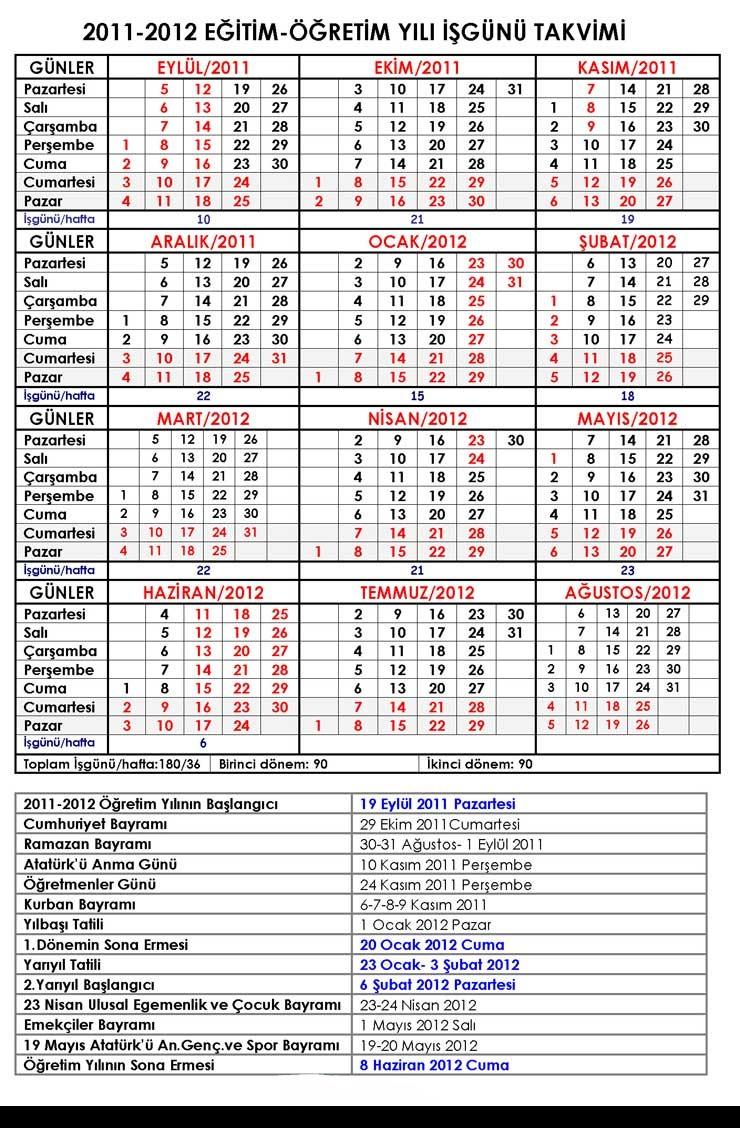 2011-2012 EĞİTİM-ÖĞRETİM YILI İŞGÜNÜ TAKVİMİ
GÜNLER EYLÜL/2011 EKİM/2011 KASIM/2011
Pazartesi 5 12 19 26 3 10 17 24 31 7 14 21 28
Salı 6 13 20 27 4 11 18 25 1 8 15 22 29
Çarşamba 7 14 21 28 5 12 19 26 2 9 16 23 30
Perşembe 1 8 15 22 29 6 13 20 27 3 10 17 24
Cuma 2 9 16 23 30 7 14 21 28 4 11 18 25
Cumartesi 3 10 17 24 1 8 15 22 29 5 12 19 26
Pazar 4 11 18 25 2 9 16 23 30 6 13 20 27
İşgünü/hafta 10 21 19
GÜNLER ARALIK/2011 OCAK/2012 ŞUBAT/2012
Pazartesi 5 12 19 26 2 9 16 23 30 6 13 20 27
Salı 6 13 20 27 3 10 17 24 31 7 14 21 28
Çarşamba 7 14 21 28 4 11 18 25 1 8 15 22 29
Perşembe 1 8 15 22 29 5 12 19 26 2 9 16 23
Cuma 2 9 16 23 30 6 13 20 27 3 10 17 24
Cumartesi 3 10 17 24 31 7 14 21 28 4 11 18 25
Pazar 4 11 18 25 1 8 15 22 29 5 12 19 26
İşgünü/hafta 22 15 18
GÜNLER MART/2012 NİSAN/2012 MAYIS/2012
Pazartesi 5 12 19 26 2 9 16 23 30 7 14 21 28
Salı 6 13 20 27 3 10 17 24 1 8 15 22 29
Çarşamba 7 14 21 28 4 11 18 25 2 9 16 23 30
Perşembe 1 8 15 22 29 5 12 19 26 3 10 17 24 31
Cuma 2 9 16 23 30 6 13 20 27 4 11 18 25
Cumartesi 3 10 17 24 31 7 14 21 28 5 12 19 26
Pazar 4 11 18 25 1 8 15 22 29 6 13 20 27
İşgünü/hafta 22 21 23
GÜNLER HAZİRAN/2012 TEMMUZ/2012 AĞUSTOS/2012
Pazartesi 4 11 18 25 2 9 16 23 30 6 13 20 27
Salı 5 12 19 26 3 10 17 24 31 7 14 21 28
Çarşamba 6 13 20 27 4 11 18 25 1 8 15 22 29
Perşembe 7 14 21 28 5 12 19 26 2 9 16 23 30
Cuma 1 8 15 22 29 6 13 20 27 3 10 17 24 31
Cumartesi 2 9 16 23 30 7 14 21 28 4 11 18 25
Pazar 3 10 17 24 1 8 15 22 29 5 12 19 26
İşgünü/hafta 6
Toplam İşgünü/hafta:180/36 Birinci dönem: 90 İkinci dönem: 90
2011-2012 Öğretim Yılının Başlangıcı 19 Eylül 2011 Pazartesi
Cumhuriyet Bayramı 29 Ekim 2011Cumartesi
Ramazan Bayramı 30-31 Ağustos- 1 Eylül 2011
Atatürk'ü Anma Günü 10 Kasım 2011 Perşembe
Öğretmenler Günü 24 Kasım 2011 Perşembe
Kurban Bayramı 6-7-8-9 Kasım 2011
Yılbaşı Tatili 1 Ocak 2012 Pazar
1.Dönemin Sona Ermesi 20 Ocak 2012 Cuma
Yarıyıl Tatili 23 Ocak- 3 Şubat 2012
2.Yarıyıl Başlangıcı 6 Şubat 2012 Pazartesi
23 Nisan Ulusal Egemenlik ve Çocuk Bayramı 23-24 Nisan 2012
Emekçiler Bayramı 1 Mayıs 2012 Salı
19 Mayıs Atatürk'ü An.Genç.ve Spor Bayramı 19-20 Mayıs 2012
Öğretim Yılının Sona Ermesi 8 Haziran 2012 Cuma